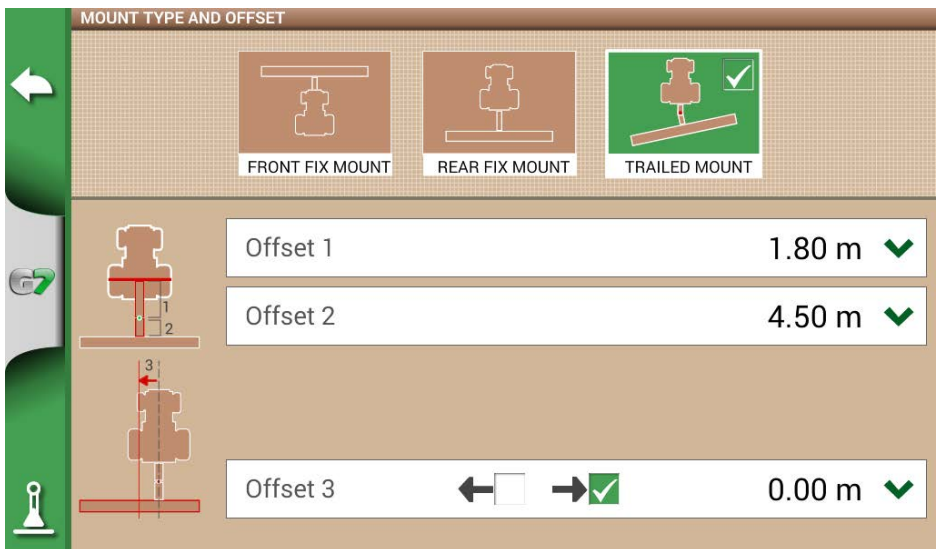 MOUNT TYPE AND OFFSET
FRONT FIX MOUNT
REAR FIX MOUNT
TRAILED MOUNT
Offset 1 1.80 m
1
2
Offset 2 4.50 m
G7
3
Offset 3 0.00 m